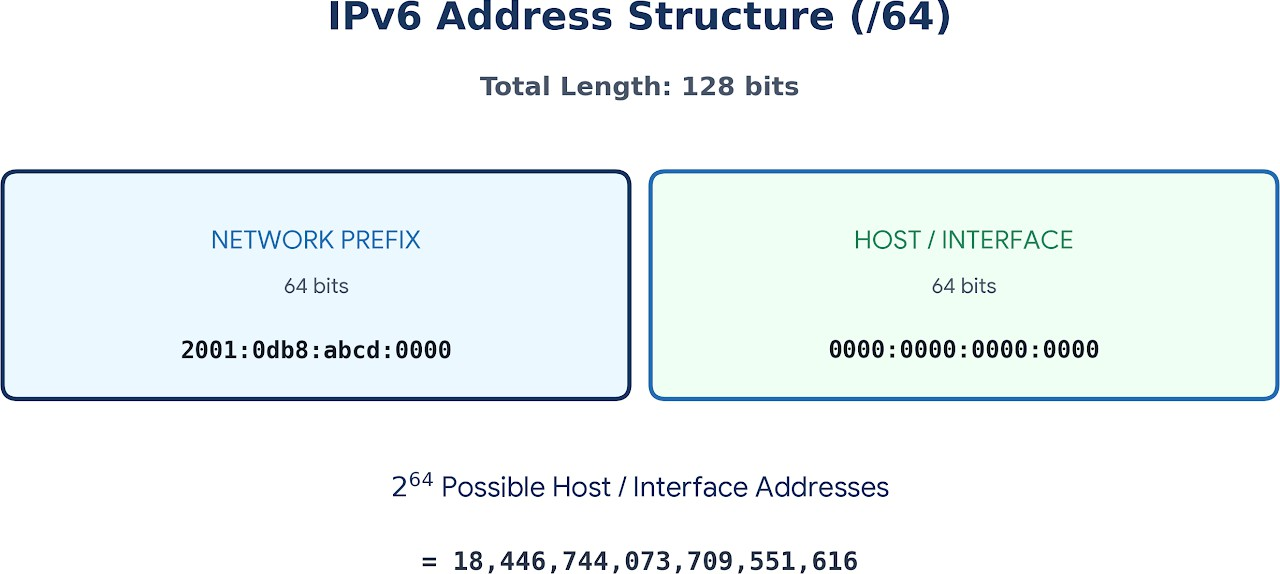 IPv6 Address Structure (/64)
Total Length: 128 bits
NETWORK PREFIX
64 bits
2001:0db8:abcd:0000
HOST / INTERFACE
64 bits
0000:0000:0000:0000
2⁶⁴ Possible Host / Interface Addresses
= 18,446,744,073,709,551,616